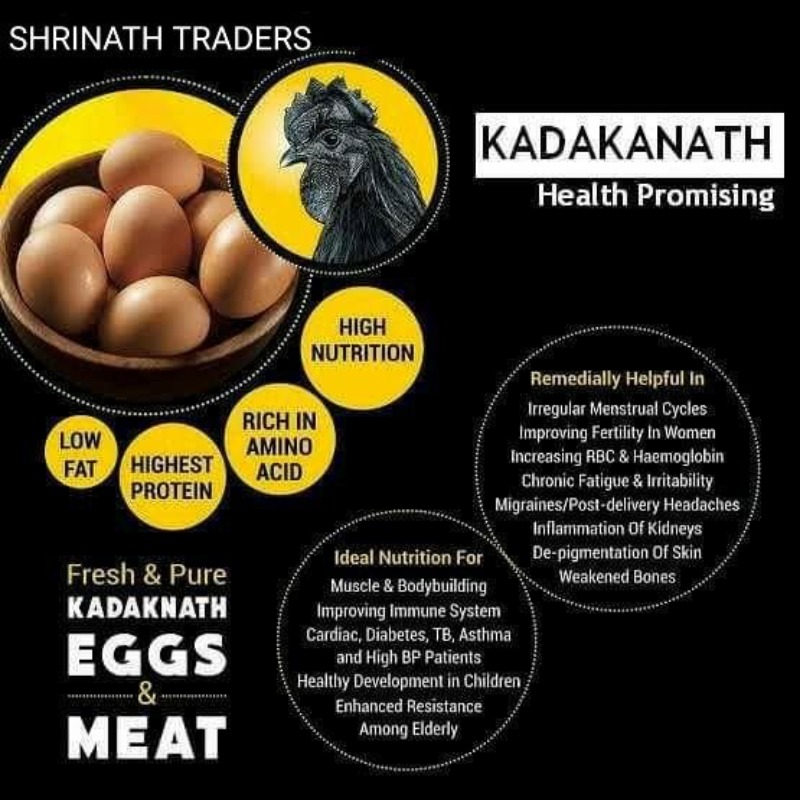 SHRINATH TRADERS
KADAKANATH
Health Promising
HIGH
NUTRITION
RICH IN
AMINO
ACID
LOW
FAT
HIGHEST
PROTEIN
Remedially Helpful In
Irregular Menstrual Cycles
Improving Fertility In Women
Increasing RBC & Haemoglobin
Chronic Fatigue & Irritability
Migraines/Post-delivery Headaches
Inflammation Of Kidneys
De-pigmentation Of Skin
Weakened Bones
Ideal Nutrition For
Muscle & Bodybuilding
Improving Immune System
Cardiac, Diabetes, TB, Asthma
and High BP Patients
Healthy Development in Children
Enhanced Resistance
Among Elderly
Fresh & Pure
KADAKNATH
EGGS
&
MEAT